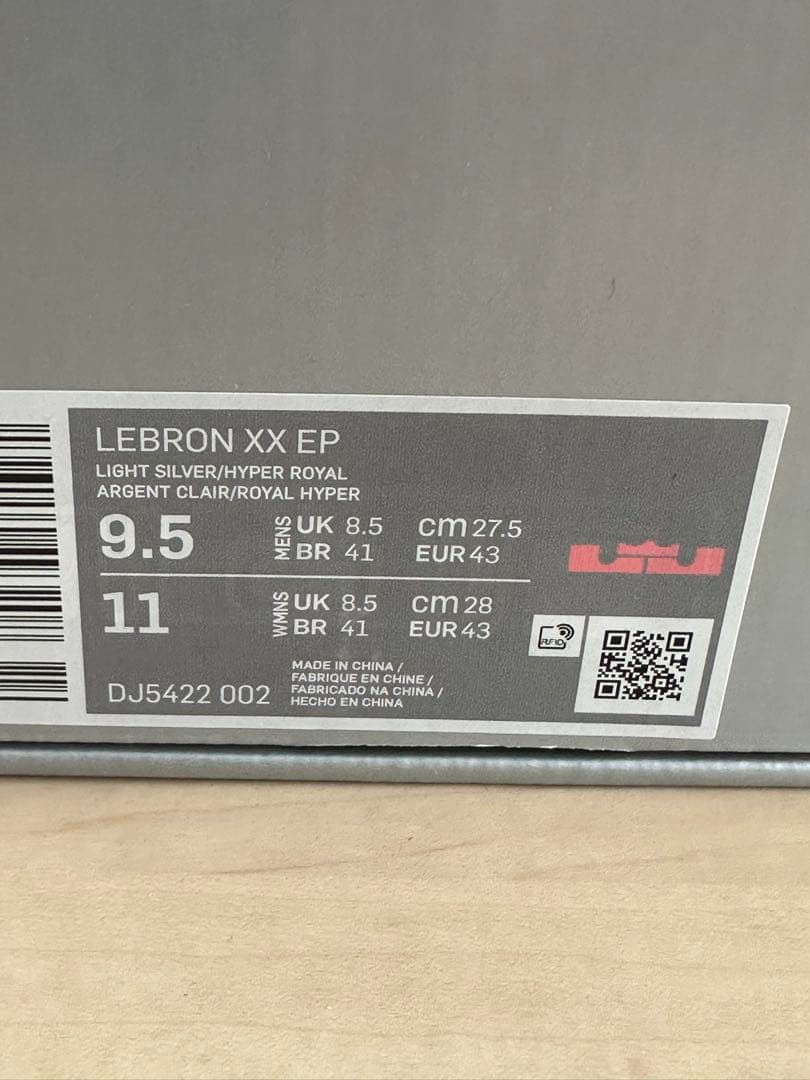 LEBRON XX EP
LIGHT SILVER/HYPER ROYAL
ARGENT CLAIR/ROYAL HYPER
9.5 MENS UK 8.5 cm 27.5
BR 41 EUR 43
11 WMNS UK 8.5 cm 28
BR 41 EUR 43
RFID
MADE IN CHINA /
FABRIQUE EN CHINE /
FABRICADO NA CHINA /
HECHO EN CHINA
DJ5422 002